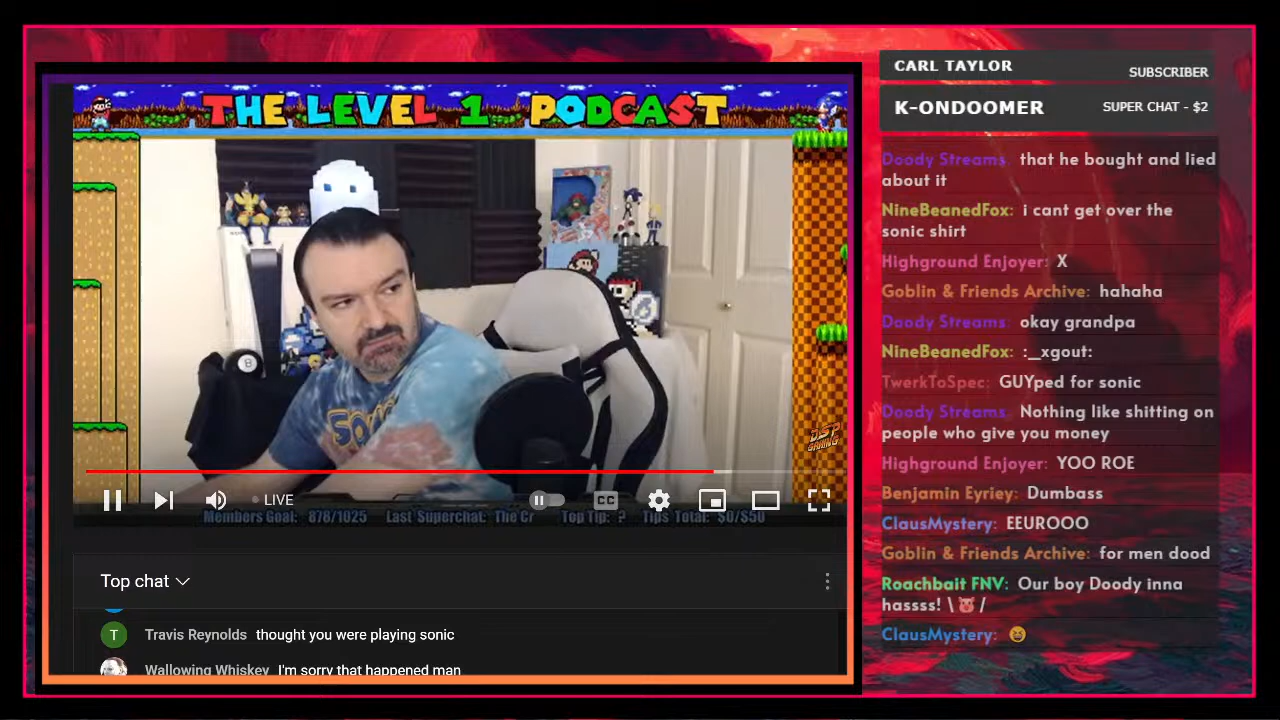 THE LEVEL 1 PODCAST
8
SONIC
DSP
GAMING
LIVE
CC
Members Goal: 878/1025 Last Superchat: The Cr Top Tip: ? Tips Total: $0/$50
Top chat
T Travis Reynolds thought you were playing sonic
Wallowing Whiskey I'm sorry that happened man
CARL TAYLOR SUBSCRIBER
K-ONDOOMER SUPER CHAT - $2
Doody Streams: that he bought and lied
about it
NineBeanedFox: i cant get over the
sonic shirt
Highground Enjoyer: X
Goblin & Friends Archive: hahaha
Doody Streams: okay grandpa
NineBeanedFox: :_xgout:
TwerkToSpec: GUYped for sonic
Doody Streams: Nothing like shitting on
people who give you money
Highground Enjoyer: YOO ROE
Benjamin Eyriey: Dumbass
ClausMystery: EEUROOO
Goblin & Friends Archive: for men dood
Roachbait FNV: Our boy Doody inna
hassss! \🐷/
ClausMystery: 😆